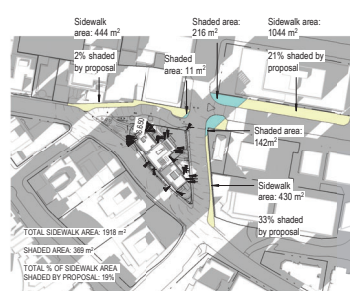 Sidewalk
area: 444 m²
2% shaded
by proposal
Shaded
area: 11 m²
Shaded area:
216 m²
Sidewalk
area:
1044 m²
21% shaded
by proposal
Shaded area:
142m²
Sidewalk
area: 430 m²
33% shaded
by proposal
TOTAL SIDEWALK AREA: 1918 m²
SHADED AREA: 369 m²
TOTAL % OF SIDEWALK AREA
SHADED BY PROPOSAL: 19%